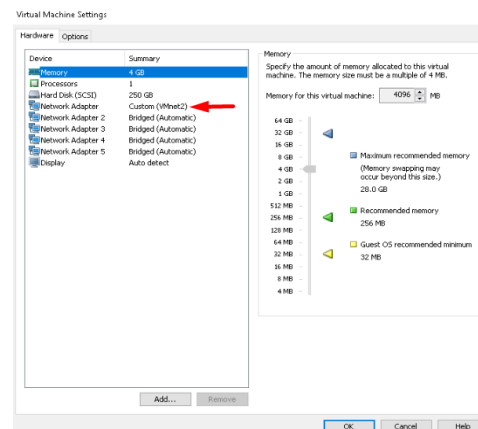 Virtual Machine Settings
Hardware Options
Device Summary
Memory 4 GB
Processors 1
Hard Disk (SCSI) 250 GB
Network Adapter Custom (VMnet2)
Network Adapter 2 Bridged (Automatic)
Network Adapter 3 Bridged (Automatic)
Network Adapter 4 Bridged (Automatic)
Network Adapter 5 Bridged (Automatic)
Display Auto detect
Add... Remove
Memory
Specify the amount of memory allocated to this virtual
machine. The memory size must be a multiple of 4 MB.
Memory for this virtual machine: 4096 MB
64 GB
32 GB
16 GB
8 GB
4 GB
2 GB
1 GB
512 MB
256 MB
128 MB
64 MB
32 MB
16 MB
8 MB
4 MB
Maximum recommended memory
(Memory swapping may
occur beyond this size.)
28.0 GB
Recommended memory
256 MB
Guest OS recommended minimum
32 MB
OK Cancel Help